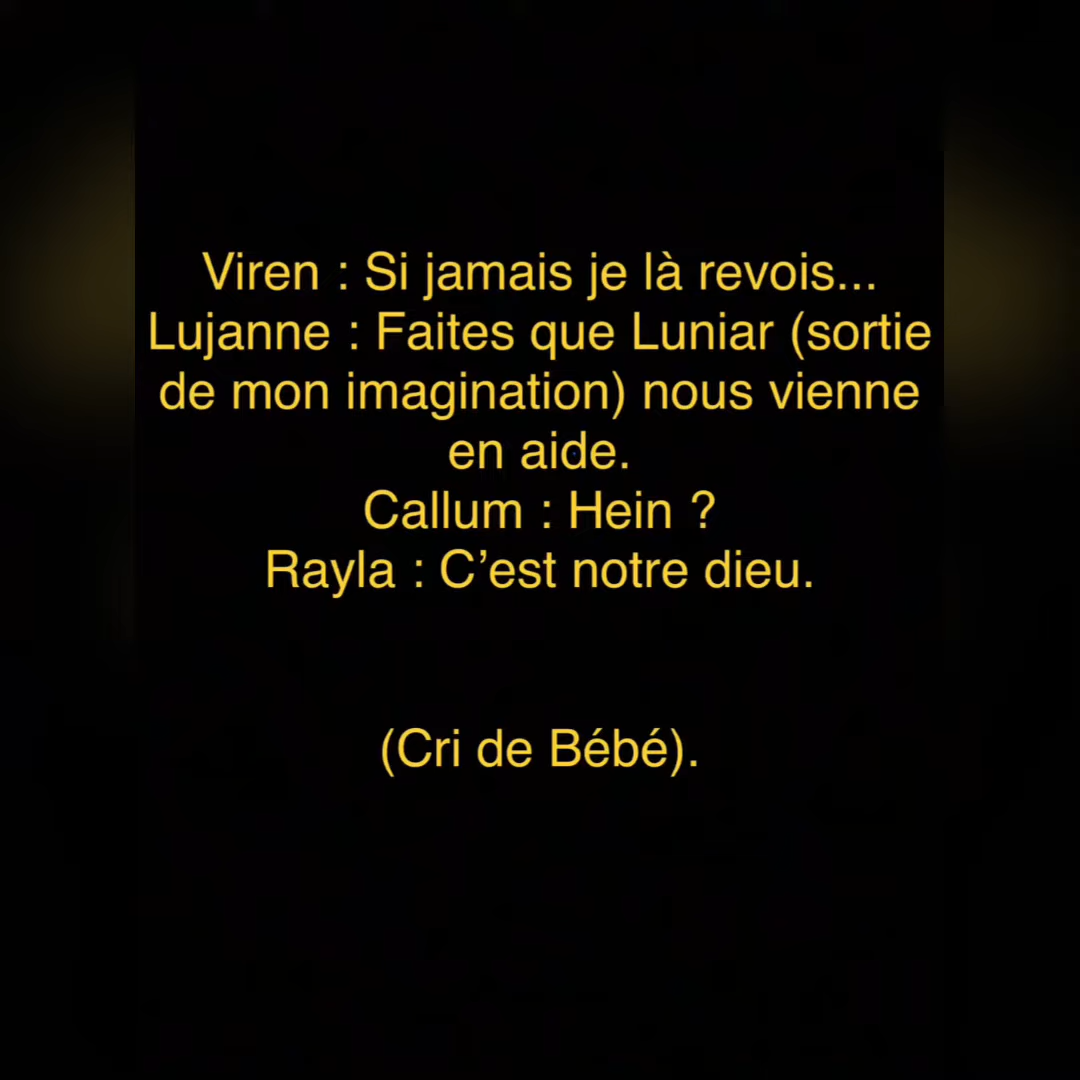 Viren : Si jamais je là revois...
Lujanne : Faites que Luniar (sortie
de mon imagination) nous vienne
en aide.
Callum : Hein ?
Rayla : C’est notre dieu.
(Cri de Bébé).